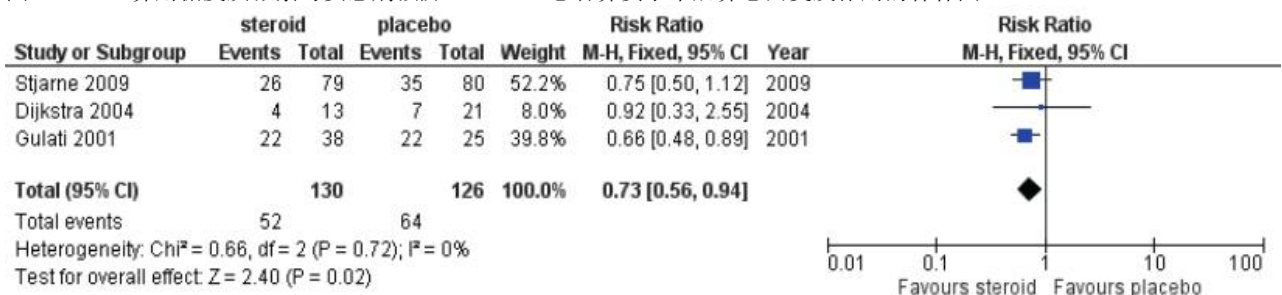 steroid placebo Risk Ratio Risk Ratio
Study or Subgroup Events Total Events Total Weight M-H, Fixed, 95% CI Year M-H, Fixed, 95% CI
Stjarne 2009 26 79 35 80 52.2% 0.75 [0.50, 1.12] 2009
Dijkstra 2004 4 13 7 21 8.0% 0.92 [0.33, 2.55] 2004
Gulati 2001 22 38 22 25 39.8% 0.66 [0.48, 0.89] 2001
Total (95% CI) 130 126 100.0% 0.73 [0.56, 0.94]
Total events 52 64
Heterogeneity: Chi² = 0.66, df = 2 (P = 0.72); I² = 0%
Test for overall effect: Z = 2.40 (P = 0.02)
0.01 0.1 1 10 100
Favours steroid Favours placebo